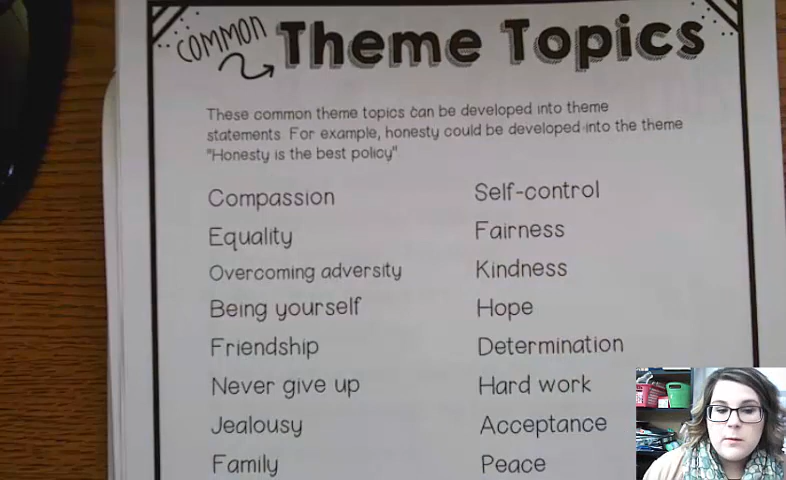 COMMON Theme Topics
These common theme topics can be developed into theme
statements. For example, honesty could be developed into the theme
"Honesty is the best policy"
Compassion
Equality
Overcoming adversity
Being yourself
Friendship
Never give up
Jealousy
Family
Self-control
Fairness
Kindness
Hope
Determination
Hard work
Acceptance
Peace